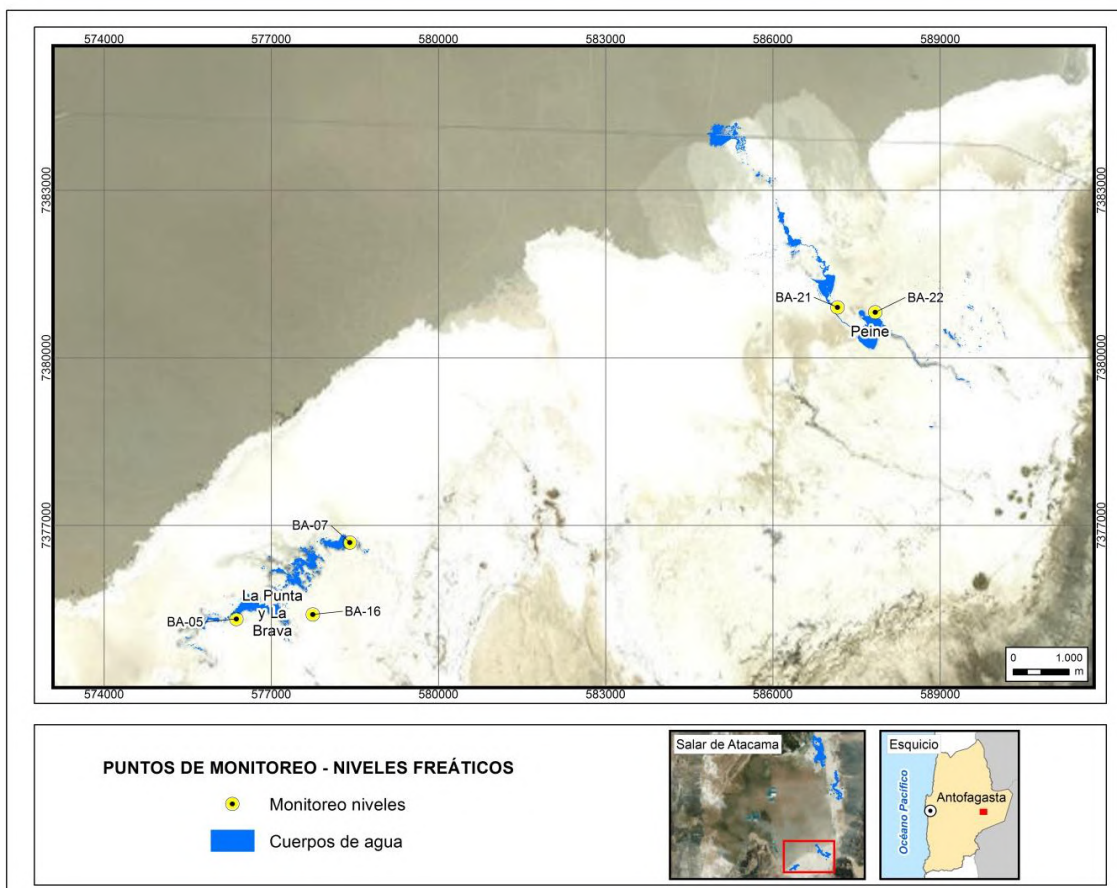 574000 577000 580000 583000 586000 589000
7383000 7383000
BA-21 BA-22
Peine
7380000 7380000
7377000 7377000
BA-07
La Punta
y La
Brava
BA-05
BA-16
0 1.000
m
574000 577000 580000 583000 586000 589000
PUNTOS DE MONITOREO - NIVELES FREÁTICOS
Monitoreo niveles
Cuerpos de agua
Salar de Atacama
Esquicio
Océano Pacífico
Antofagasta